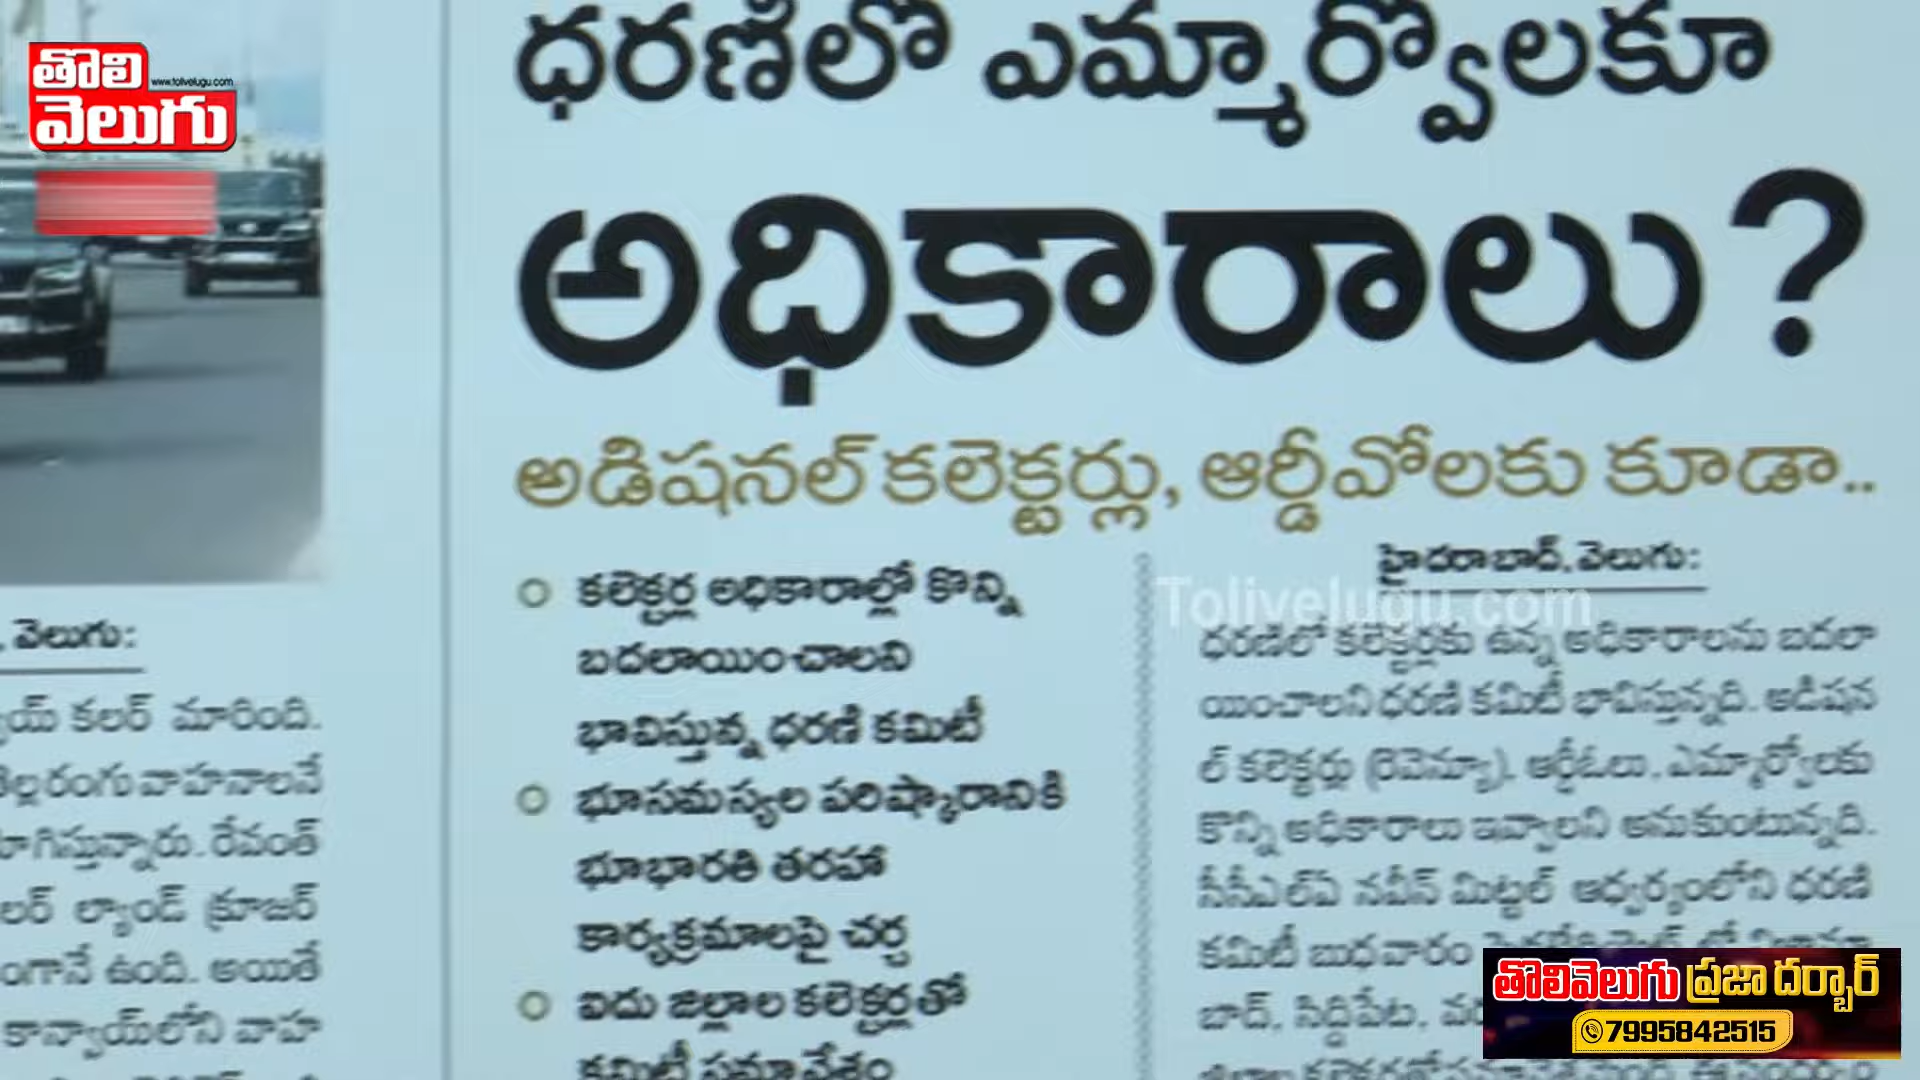 తొలి
www.tolivelugu.com
వెలుగు
ధరణిలో ఎమ్మార్వోలకూ
అధికారాలు?
అడిషనల్ కలెక్టర్లు, ఆర్డీవోలకు కూడా..
కలెక్టర్ల అధికారాల్లో కొన్ని
బదలాయించాలని
భావిస్తున్న ధరణి కమిటీ
భూసమస్యల పరిష్కారానికి
భూభారతి తరహా
కార్యక్రమాలపై చర్చ
ఐదు జిల్లాల కలెక్టర్లతో
కమిటీ సమావేశం
హైదరాబాద్, వెలుగు:
Tolivelugu.com
ధరణిలో కలెక్టర్లకు ఉన్న అధికారాలను బదలా
యించాలని ధరణి కమిటీ భావిస్తున్నది. అడిషన
ల్ కలెక్టర్లు (రెవెన్యూ), ఆర్డీఓలు, ఎమ్మార్వోలకు
కొన్ని అధికారాలు ఇవ్వాలని అనుకుంటున్నది.
సీసీఎల్ఏ నవీన్ మిట్టల్ ఆధ్వర్యంలోని ధరణి
కమిటీ బుధవారం
బాద్, సిద్దిపేట,
, వెలుగు:
కలర్ మారింది.
రంగు వాహనాలనే
రేవంత్
ల్యాండ్ క్రూజర్
ఉంది. అయితే
కాన్వాయ్‌లోని వాహ
తొలివెలుగు ప్రజా దర్బార్
7995842515